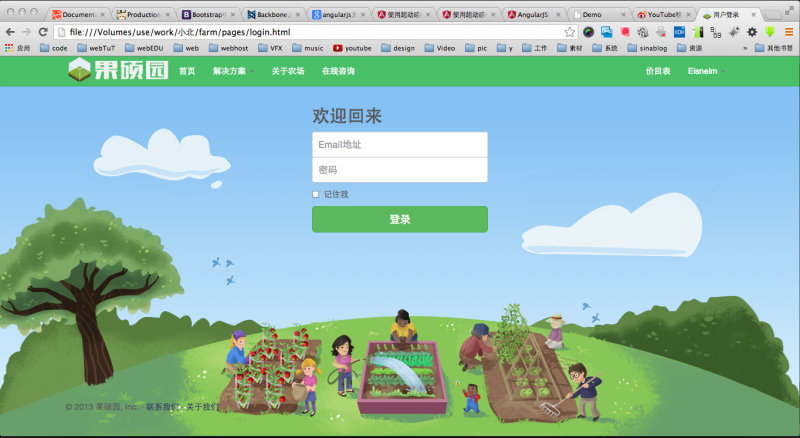 Document
Production
Bootstrap
Backbone.
angularjs
使用超动感
使用超动感
AngularJS
Demo
YouTube
用户登录
file:///Volumes/use/work/小北/farm/pages/login.html
应用 code webTuT webEDU web webhost VFX music youtube design Video pic y 工作 素材 系统 sinablog 资源 » 其他书签
果硕园 首页 解决方案 关于农场 在线咨询 价目表 Eisneim
欢迎回来
Email地址
密码
记住我
登录
© 2013 果硕园, Inc. · 联系我们 · 关于我们